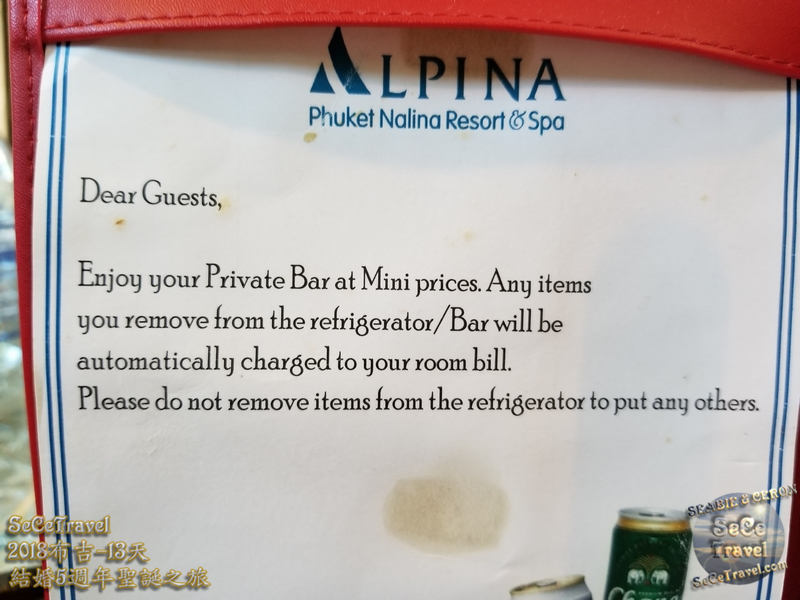 ALPINA
Phuket Nalina Resort & Spa
Dear Guests,
Enjoy your Private Bar at Mini prices. Any items
you remove from the refrigerator/Bar will be
automatically charged to your room bill.
Please do not remove items from the refrigerator to put any others.
Chang
SeCeTravel
2018布吉-13天
結婚5週年聖誕之旅
SEABIE & CERON
SeCe
Travel
SeCeTravel.com